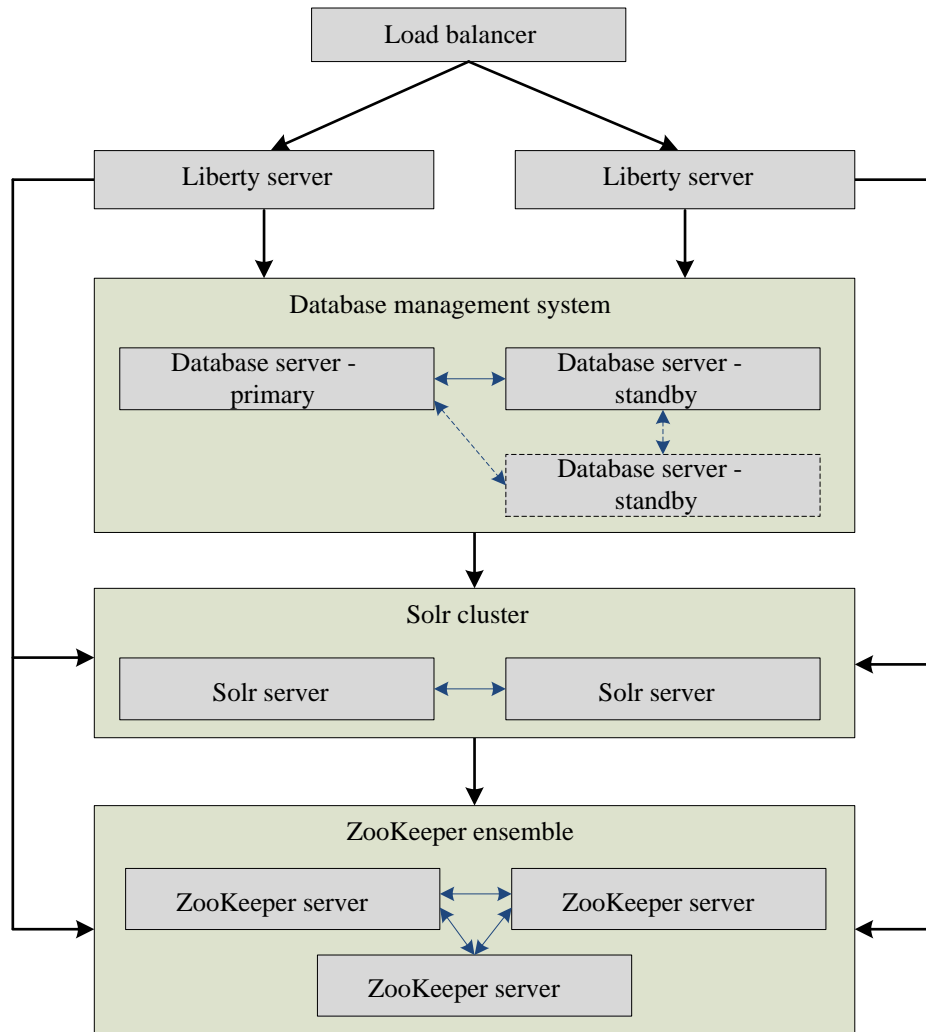 Load balancer
Liberty server
Liberty server
Database management system
Database server -
primary
Database server -
standby
Database server -
standby
Solr cluster
Solr server
Solr server
ZooKeeper ensemble
ZooKeeper server
ZooKeeper server
ZooKeeper server